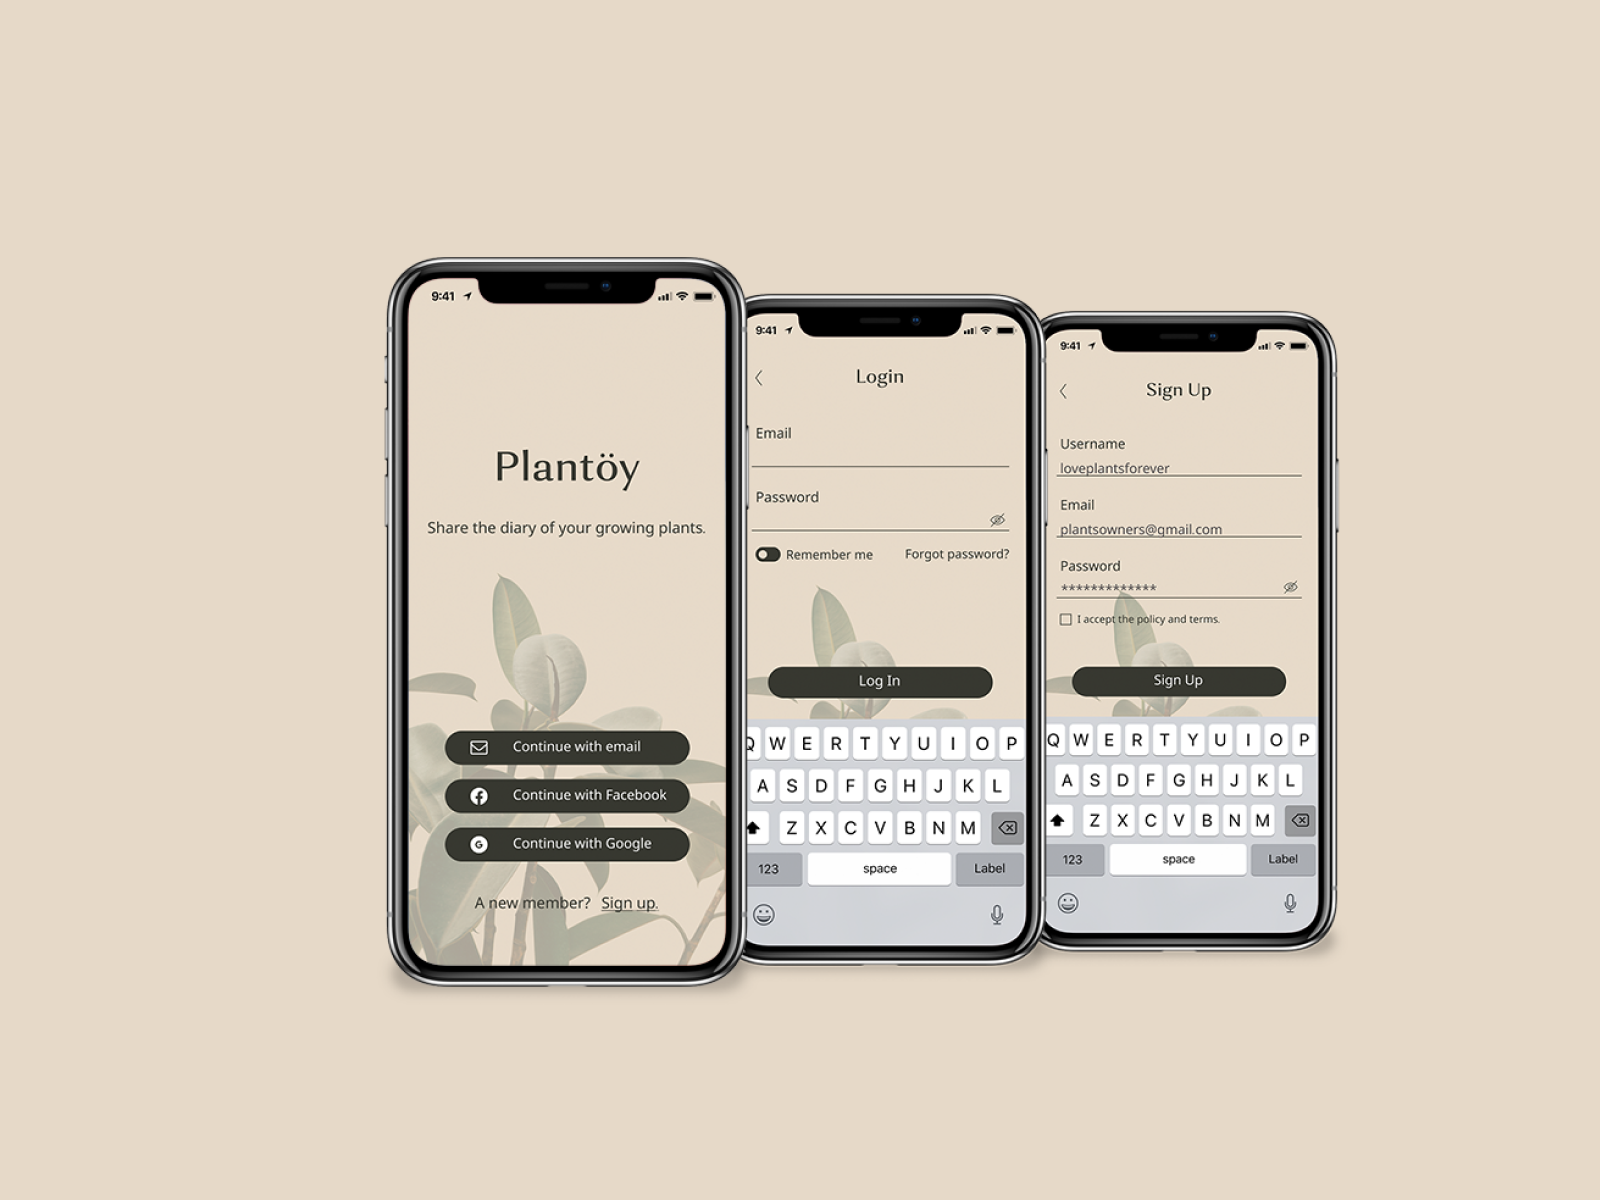 9:41
Plantöy
Share the diary of your growing plants.
Continue with email
Continue with Facebook
G
Continue with Google
A new member? Sign up.
9:41
Login
Email
Password
Remember me Forgot password?
Log In
Q W E R T Y U I O P
A S D F G H J K L
Z X C V B N M
123 space Label
9:41
Sign Up
Username
loveplantsforever
Email
plantsowners@gmail.com
Password
*************
I accept the policy and terms.
Sign Up
Q W E R T Y U I O P
A S D F G H J K L
Z X C V B N M
123 space Label